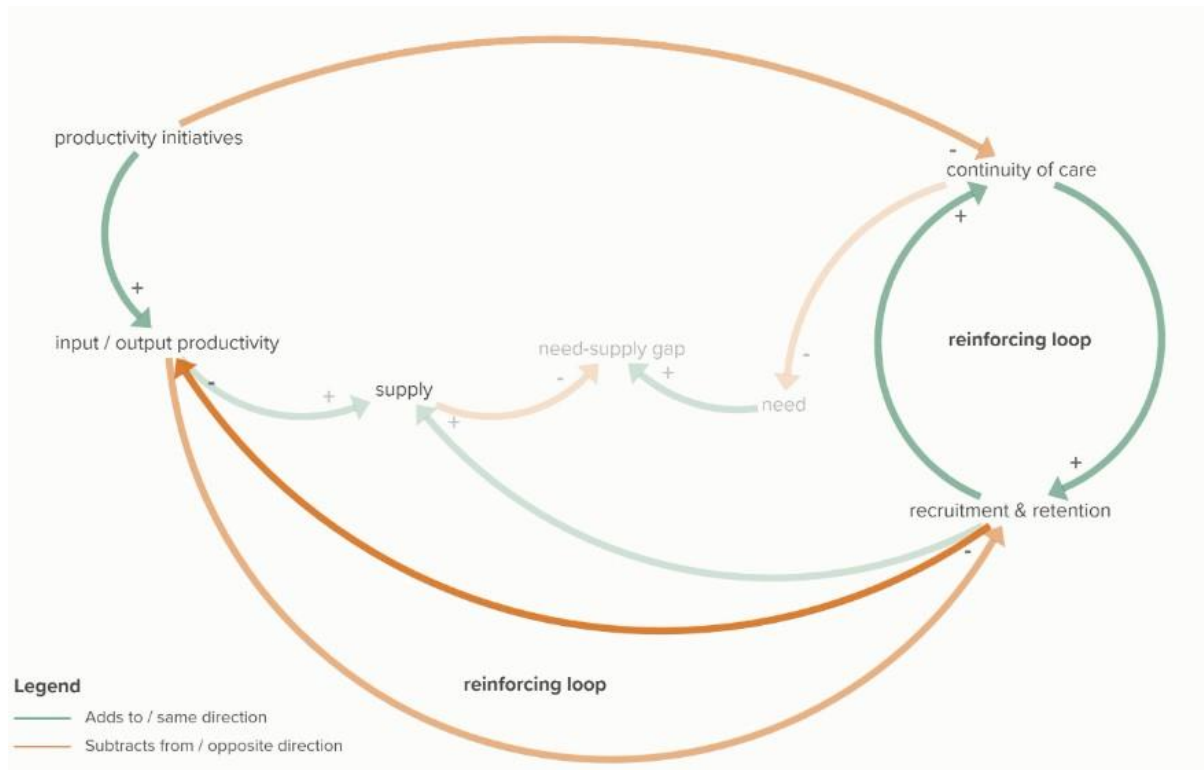 productivity initiatives
-
continuity of care
+
+
input / output productivity
-
need-supply gap
-
+
-
supply
+
+
need
reinforcing loop
+
recruitment & retention
-
reinforcing loop
Legend
Adds to / same direction
Subtracts from / opposite direction